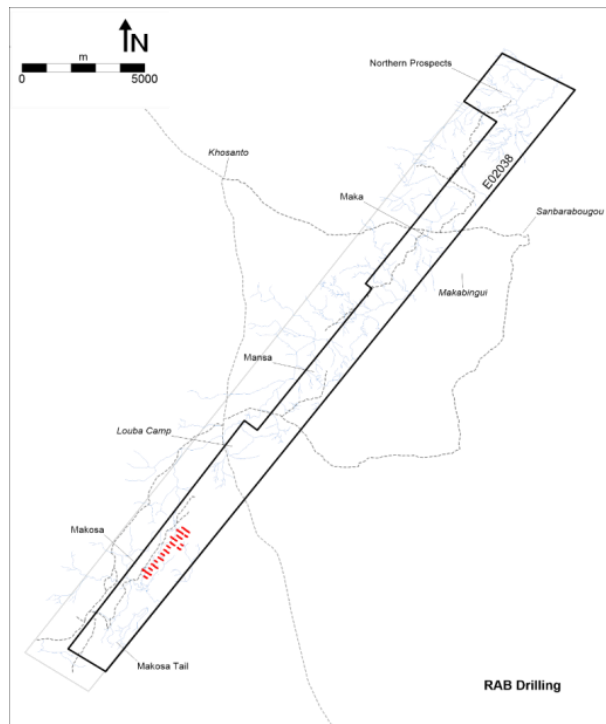 N
m
0 5000
Northern Prospects
E02038
Khosanto
Maka
Sanbarabougou
Makabingui
Mansa
Louba Camp
Makosa
Makosa Tail
RAB Drilling